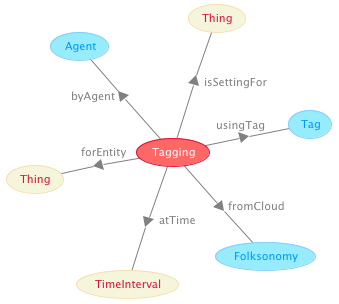 Thing
Agent
isSettingFor
byAgent
usingTag
Tag
Tagging
forEntity
Thing
fromCloud
atTime
Folksonomy
TimeInterval